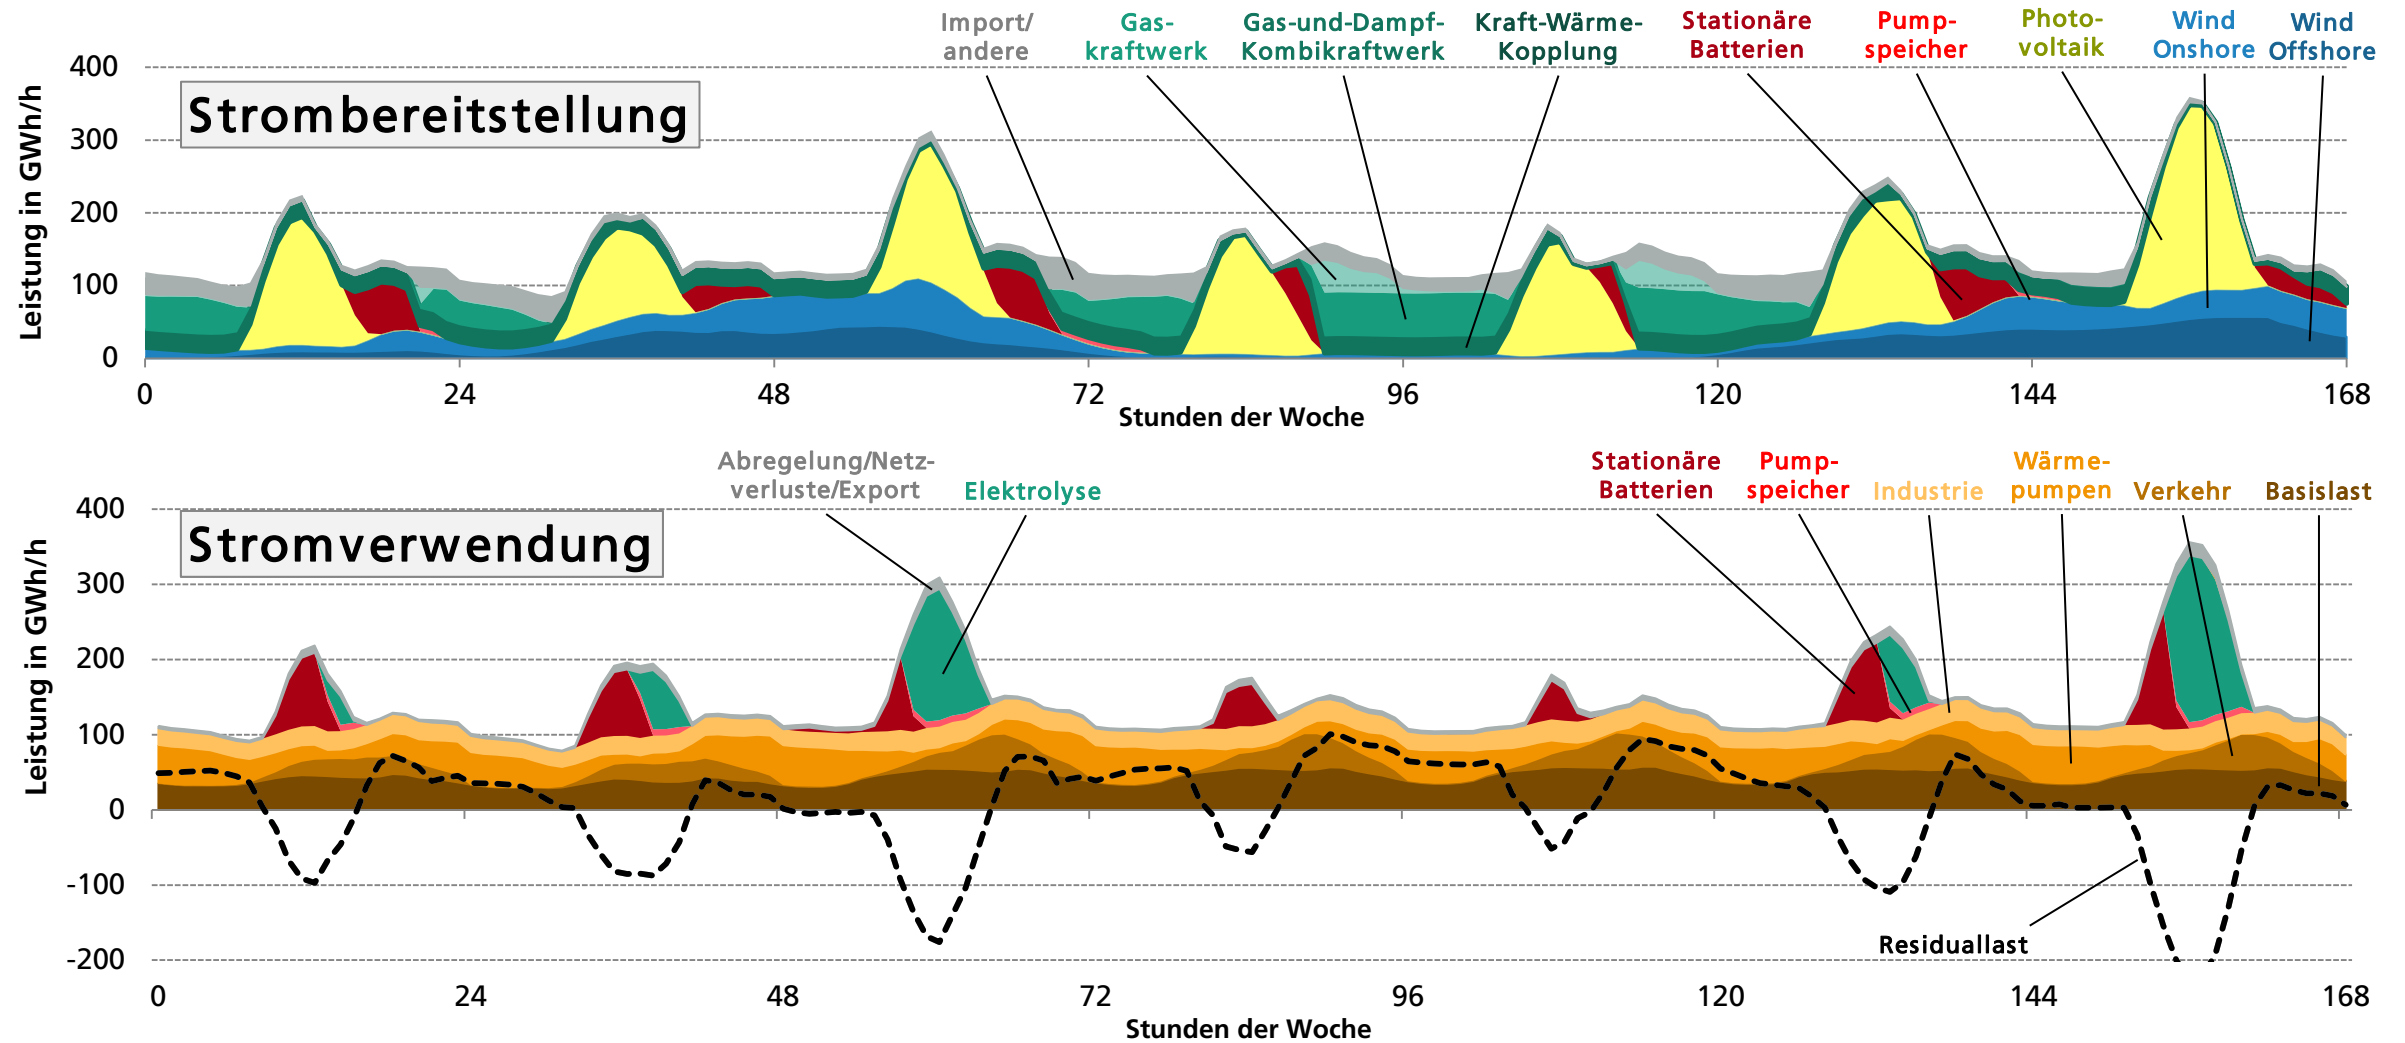 Import/
andere
Gas-
kraftwerk
Gas-und-Dampf-
Kombikraftwerk
Kraft-Wärme-
Kopplung
Stationäre
Batterien
Pump-
speicher
Photo-
voltaik
Wind
Onshore
Wind
Offshore
Strombereitstellung
Leistung in GWh/h
400
300
200
100
0
0 24 48 72 96 120 144 168
Stunden der Woche
Abregelung/Netz-
verluste/Export
Elektrolyse
Stationäre
Batterien
Pump-
speicher
Industrie
Wärme-
pumpen
Verkehr
Basislast
Stromverwendung
Leistung in GWh/h
400
300
200
100
0
-100
-200
Residuallast
0 24 48 72 96 120 144 168
Stunden der Woche